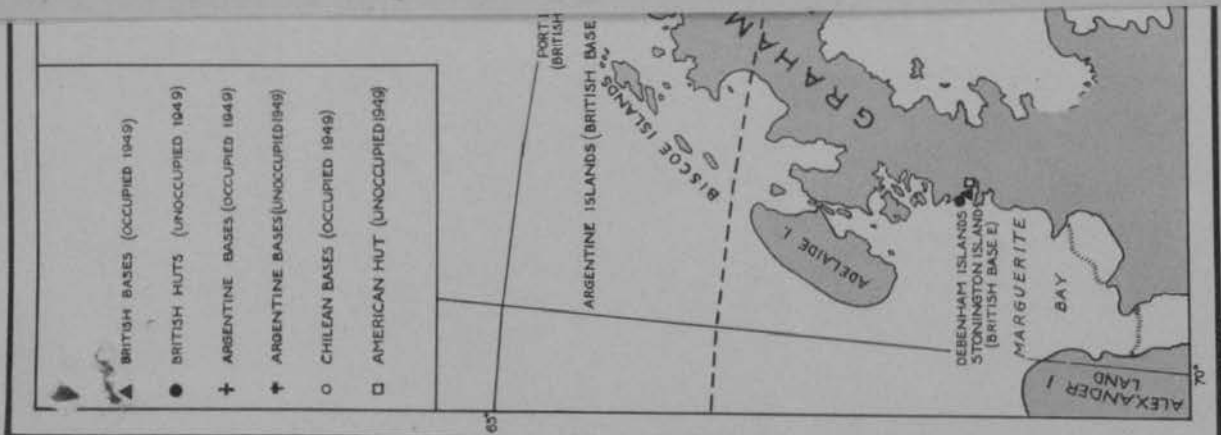 BRITISH BASES (OCCUPIED 1949)
BRITISH HUTS (UNOCCUPIED 1949)
ARGENTINE BASES (OCCUPIED 1949)
ARGENTINE BASES (UNOCCUPIED 1949)
CHILEAN BASES (OCCUPIED 1949)
AMERICAN HUT (UNOCCUPIED 1949)
65°
PORT
(BRITISH
ARGENTINE ISLANDS (BRITISH BASE
BISCOE ISLANDS
GRAHAM
ADELAIDE I.
DEBENHAM ISLANDS
STONINGTON ISLAND
(BRITISH BASE E)
MARGUERITE
BAY
ALEXANDER I
LAND
70°